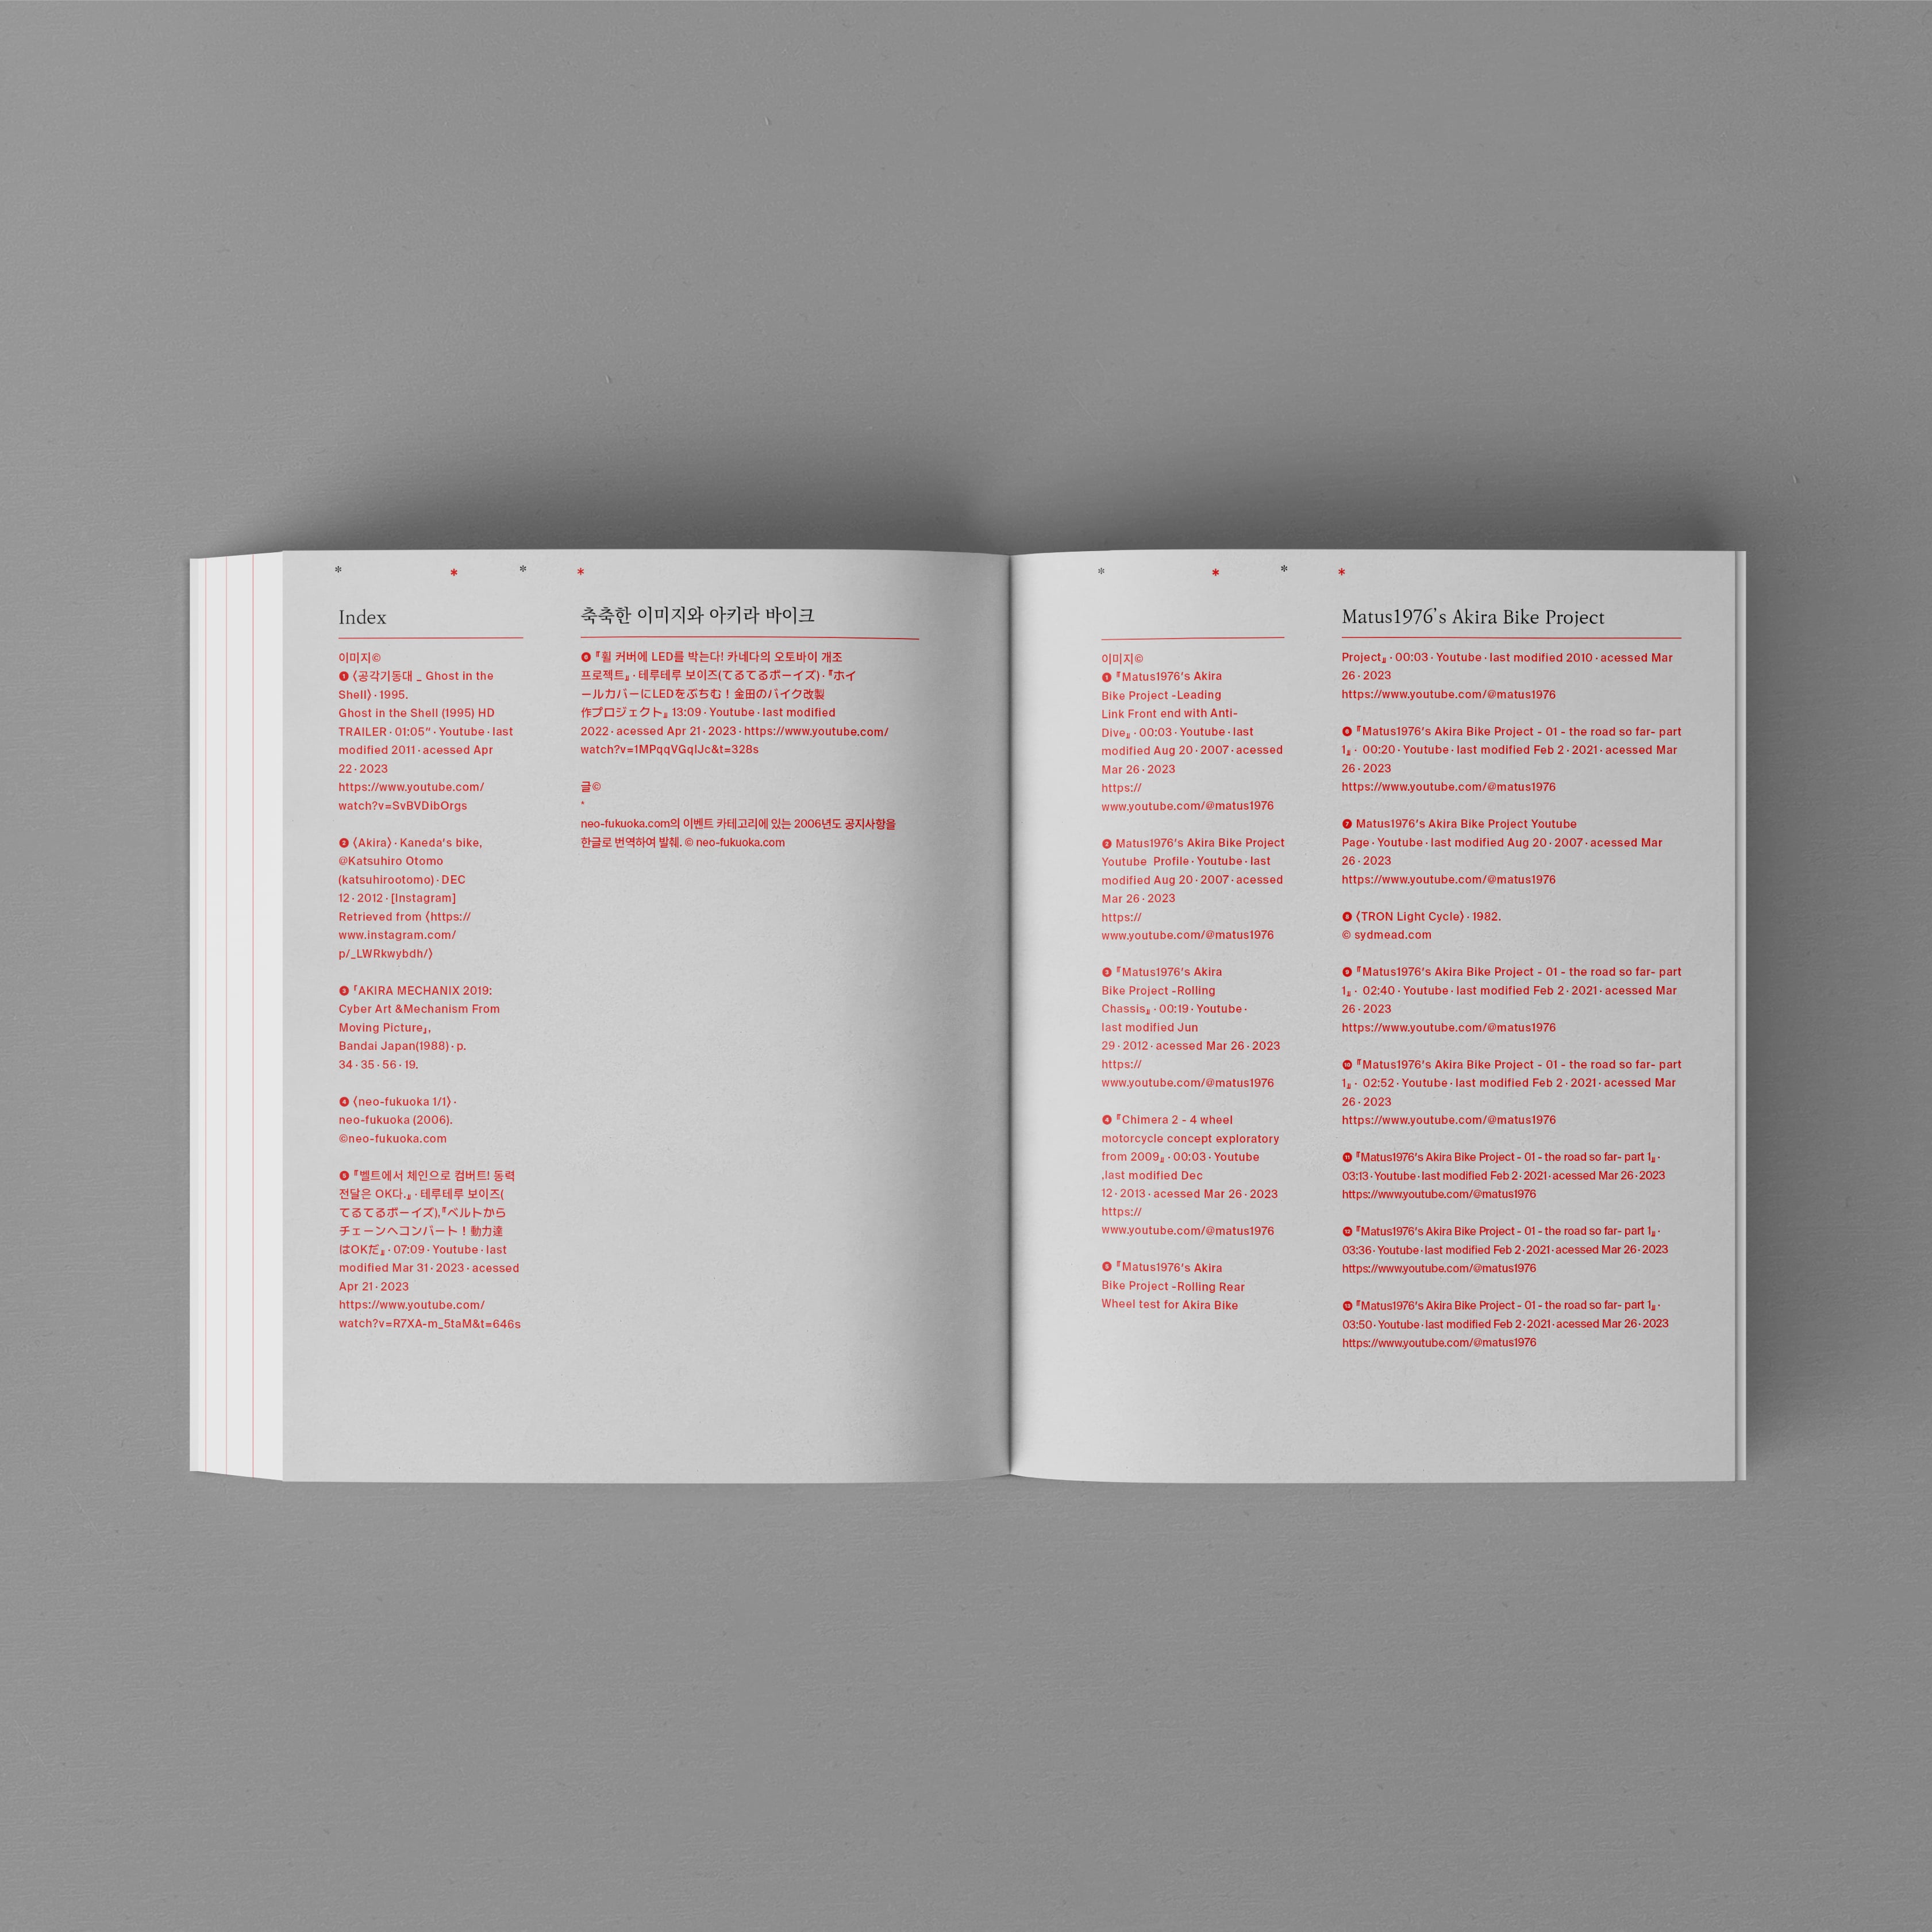 * * * *
Index
이미지©
❶ 〈공각기동대 _ Ghost in the
Shell〉· 1995.
Ghost in the Shell (1995) HD
TRAILER · 01:05″ · Youtube · last
modified 2011 · acessed Apr
22 · 2023
https://www.youtube.com/
watch?v=SvBVDibOrgs
❷ 〈Akira〉· Kaneda's bike,
@Katsuhiro Otomo
(katsuhirootomo) · DEC
12 · 2012 · [Instagram]
Retrieved from 〈https://
www.instagram.com/
p/_LWRkwybdh/〉
❸ 「AKIRA MECHANIX 2019:
Cyber Art &Mechanism From
Moving Picture」,
Bandai Japan(1988) · p.
34 · 35 · 56 · 19.
❹ 〈neo-fukuoka 1/1〉·
neo-fukuoka (2006).
©neo-fukuoka.com
❺ 『벨트에서 체인으로 컴버트! 동력
전달은 OK다.』· 테루테루 보이즈(
てるてるボーイズ),『ベルトから
チェーンへコンバート！動力達
はOKだ』· 07:09 · Youtube · last
modified Mar 31 · 2023 · acessed
Apr 21 · 2023
https://www.youtube.com/
watch?v=R7XA-m_5taM&t=646s
축축한 이미지와 아키라 바이크
❻ 『휠 커버에 LED를 박는다! 카네다의 오토바이 개조
프로젝트』· 테루테루 보이즈(てるてるボーイズ) ·『ホイ
ールカバーにLEDをぶちむ！金田のバイク改製
作プロジェクト』13:09 · Youtube · last modified
2022 · acessed Apr 21 · 2023 · https://www.youtube.com/
watch?v=1MPqqVGqIJc&t=328s
글©
*
neo-fukuoka.com의 이벤트 카테고리에 있는 2006년도 공지사항을
한글로 번역하여 발췌. © neo-fukuoka.com
* * * *
이미지©
❶ 『Matus1976's Akira
Bike Project -Leading
Link Front end with Anti-
Dive』· 00:03 · Youtube · last
modified Aug 20 · 2007 · acessed
Mar 26 · 2023
https://
www.youtube.com/@matus1976
❷ Matus1976's Akira Bike Project
Youtube Profile · Youtube · last
modified Aug 20 · 2007 · acessed
Mar 26 · 2023
https://
www.youtube.com/@matus1976
❸ 『Matus1976's Akira
Bike Project -Rolling
Chassis』· 00:19 · Youtube ·
last modified Jun
29 · 2012 · acessed Mar 26 · 2023
https://
www.youtube.com/@matus1976
❹ 『Chimera 2 - 4 wheel
motorcycle concept exploratory
from 2009』· 00:03 · Youtube
,last modified Dec
12 · 2013 · acessed Mar 26 · 2023
https://
www.youtube.com/@matus1976
❺ 『Matus1976's Akira
Bike Project -Rolling Rear
Wheel test for Akira Bike
Matus1976's Akira Bike Project
Project』· 00:03 · Youtube · last modified 2010 · acessed Mar
26 · 2023
https://www.youtube.com/@matus1976
❻ 『Matus1976's Akira Bike Project - 01 - the road so far- part
1』· 00:20 · Youtube · last modified Feb 2 · 2021 · acessed Mar
26 · 2023
https://www.youtube.com/@matus1976
❼ Matus1976's Akira Bike Project Youtube
Page · Youtube · last modified Aug 20 · 2007 · acessed Mar
26 · 2023
https://www.youtube.com/@matus1976
❽ 〈TRON Light Cycle〉· 1982.
© sydmead.com
❾ 『Matus1976's Akira Bike Project - 01 - the road so far- part
1』· 02:40 · Youtube · last modified Feb 2 · 2021 · acessed Mar
26 · 2023
https://www.youtube.com/@matus1976
❿ 『Matus1976's Akira Bike Project - 01 - the road so far- part
1』· 02:52 · Youtube · last modified Feb 2 · 2021 · acessed Mar
26 · 2023
https://www.youtube.com/@matus1976
⓫ 『Matus1976's Akira Bike Project - 01 - the road so far- part 1』·
03:13 · Youtube · last modified Feb 2 · 2021 · acessed Mar 26 · 2023
https://www.youtube.com/@matus1976
⓬ 『Matus1976's Akira Bike Project - 01 - the road so far- part 1』·
03:36 · Youtube · last modified Feb 2 · 2021 · acessed Mar 26 · 2023
https://www.youtube.com/@matus1976
⓭ 『Matus1976's Akira Bike Project - 01 - the road so far- part 1』·
03:50 · Youtube · last modified Feb 2 · 2021 · acessed Mar 26 · 2023
https://www.youtube.com/@matus1976